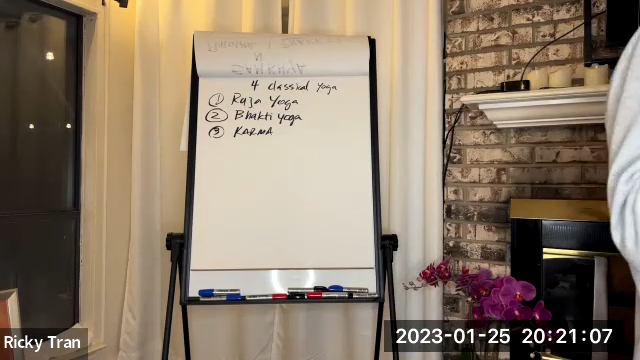 SAMKHYA
4 classical yoga
① Raja Yoga
② Bhakti yoga
③ KARMA
Ricky Tran
2023-01-25 20:21:07